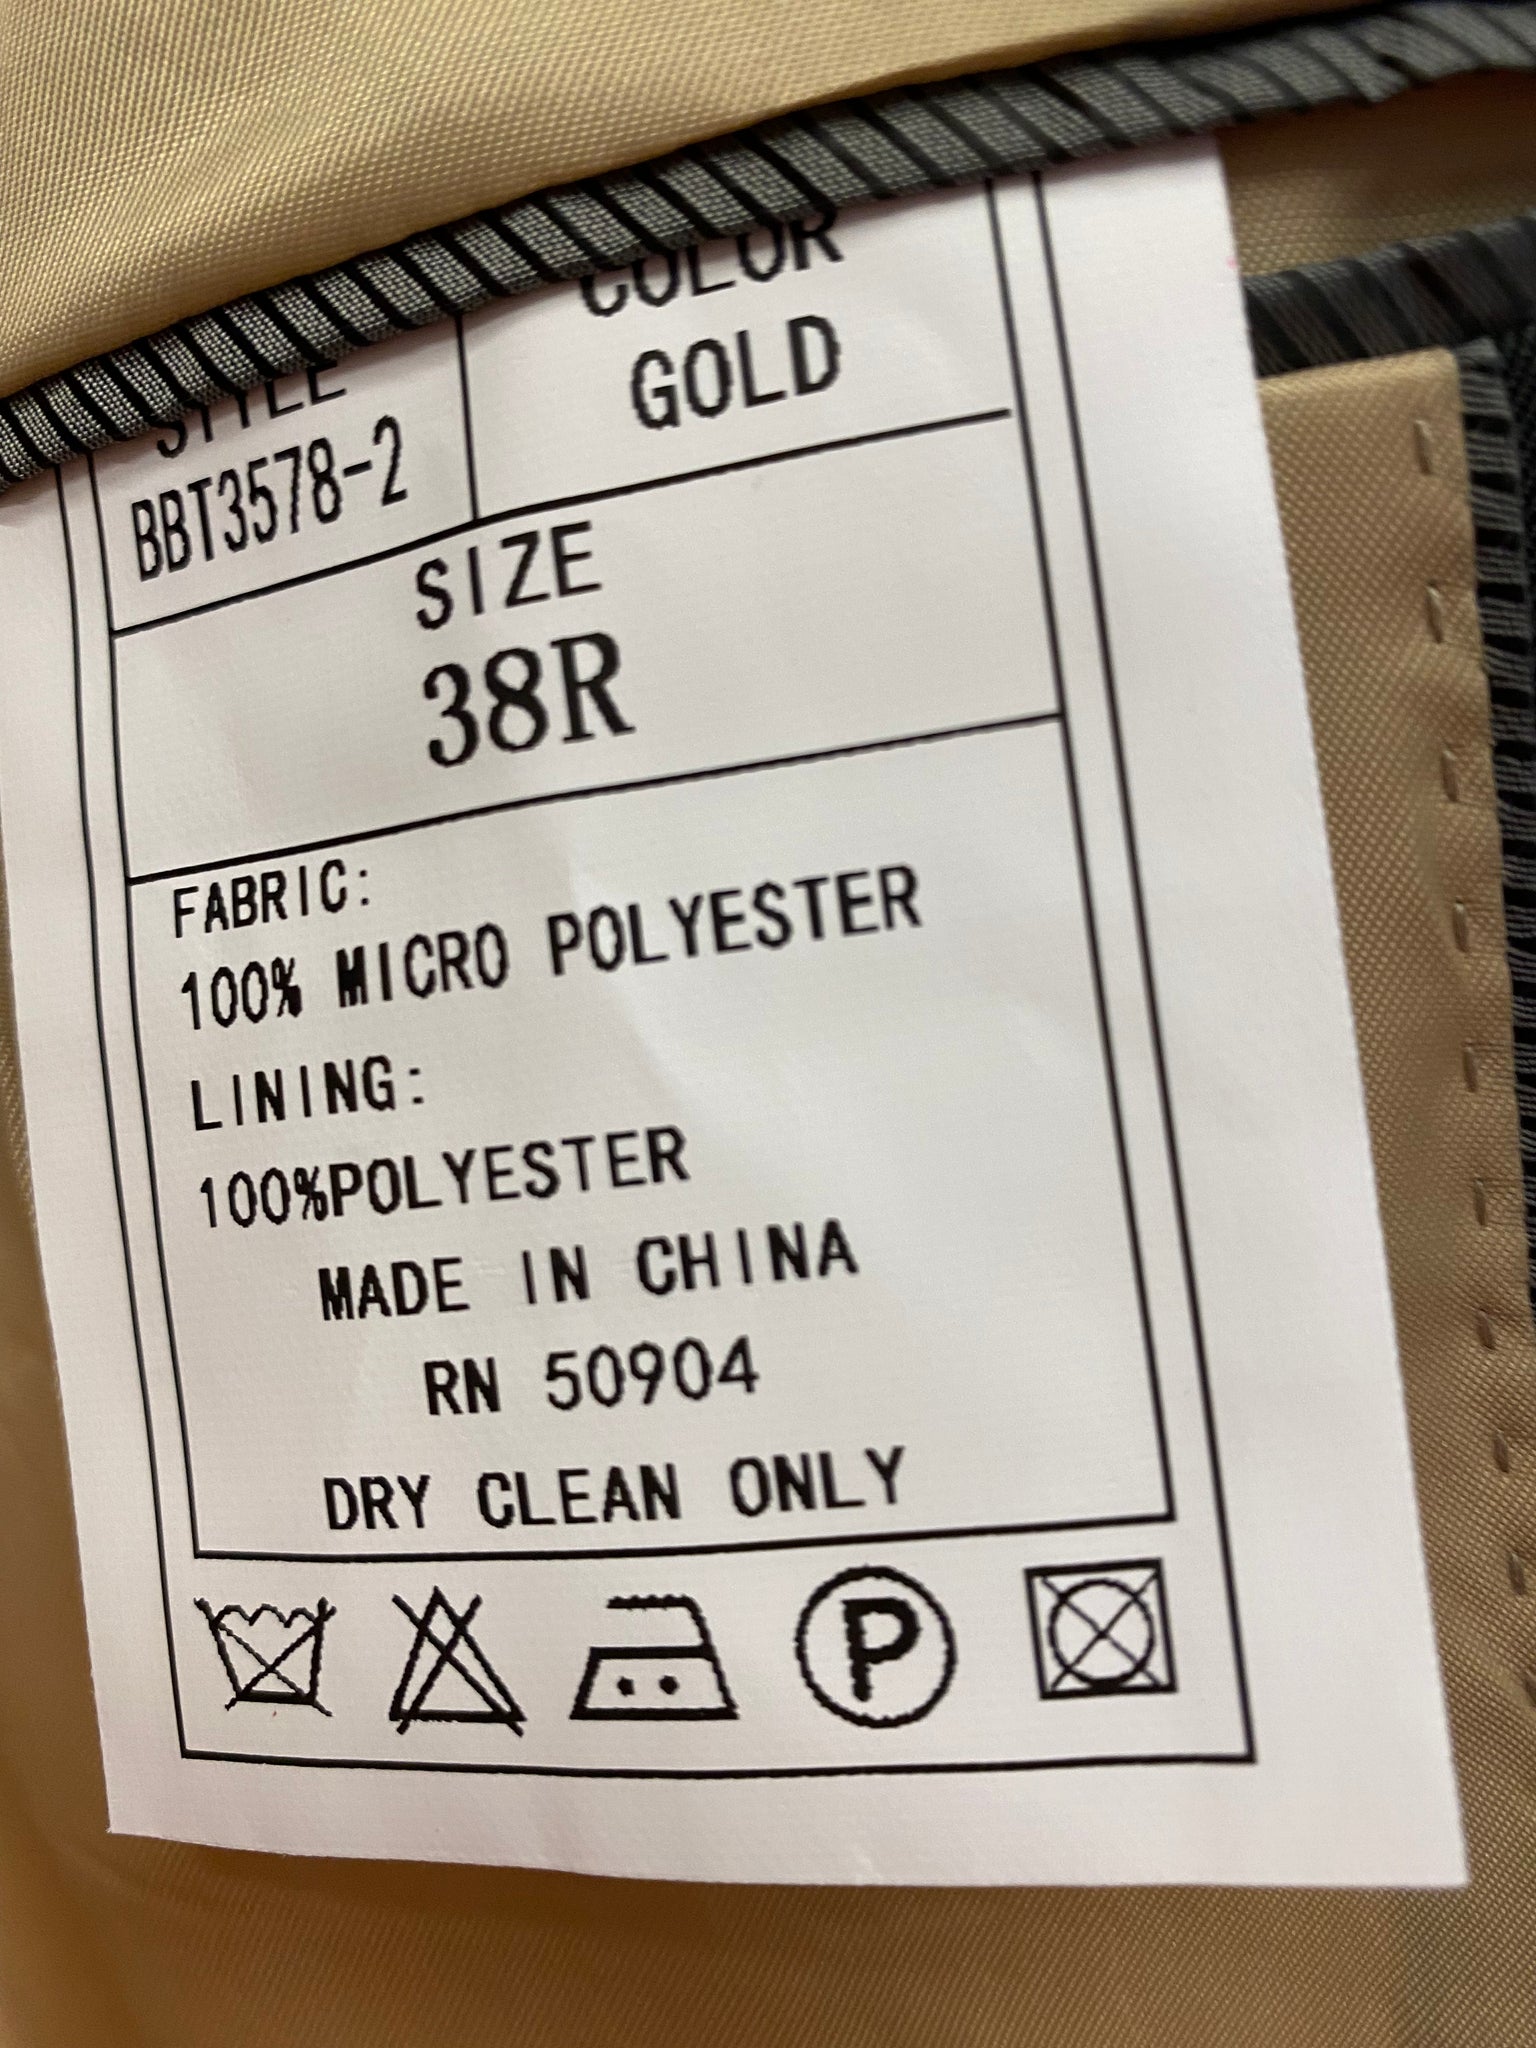 STYLE
BBT3578-2
COLOR
GOLD
SIZE
38R
FABRIC:
100% MICRO POLYESTER
LINING:
100%POLYESTER
MADE IN CHINA
RN 50904
DRY CLEAN ONLY
P